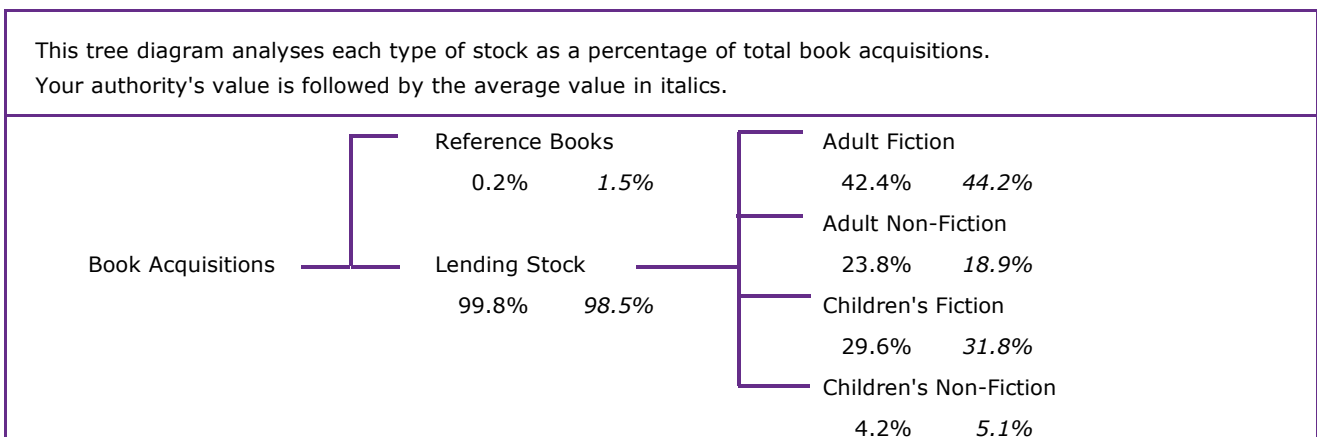 This tree diagram analyses each type of stock as a percentage of total book acquisitions.
Your authority's value is followed by the average value in italics.
Reference Books
0.2% 1.5%
Book Acquisitions
Lending Stock
99.8% 98.5%
Adult Fiction
42.4% 44.2%
Adult Non-Fiction
23.8% 18.9%
Children's Fiction
29.6% 31.8%
Children's Non-Fiction
4.2% 5.1%